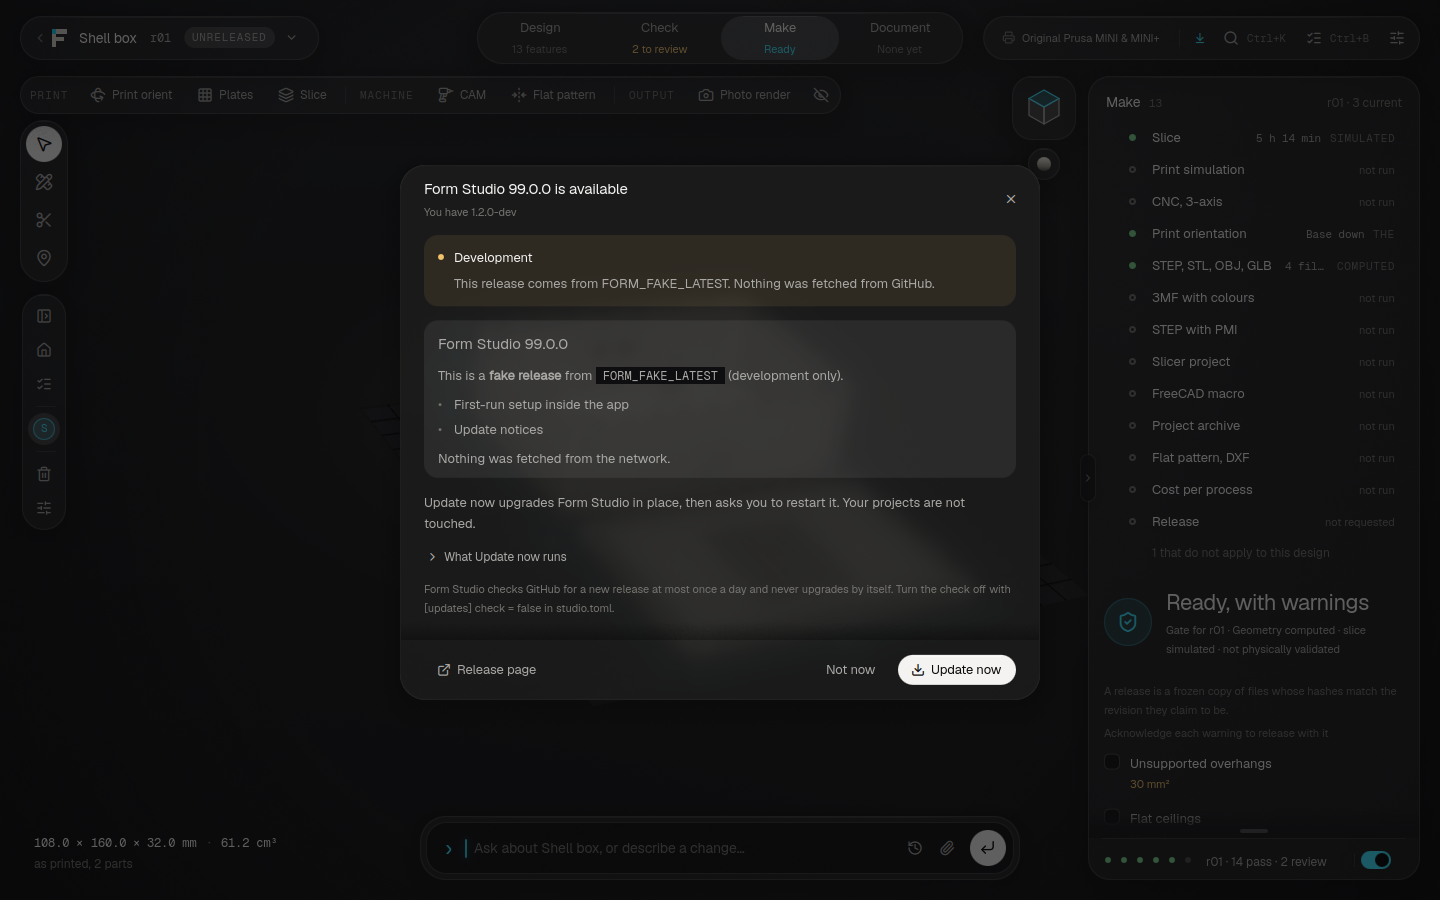 Shell box r01 UNRELEASED
Design
13 features
Check
2 to review
Make
Ready
Document
None yet
Original Prusa MINI & MINI+
Ctrl+K
Ctrl+B
PRINT Print orient Plates Slice MACHINE CAM Flat pattern OUTPUT Photo render
Make 13 r01 · 3 current
Slice 5 h 14 min SIMULATED
Print simulation not run
CNC, 3-axis not run
Print orientation Base down THE
STEP, STL, OBJ, GLB 4 fil… COMPUTED
3MF with colours not run
STEP with PMI not run
Slicer project not run
FreeCAD macro not run
Project archive not run
Flat pattern, DXF not run
Cost per process not run
Release not requested
1 that do not apply to this design
Ready, with warnings
Gate for r01 · Geometry computed · slice
simulated · not physically validated
A release is a frozen copy of files whose hashes match the
revision they claim to be.
Acknowledge each warning to release with it
Unsupported overhangs
30 mm²
Flat ceilings
r01 · 14 pass · 2 review
Form Studio 99.0.0 is available
You have 1.2.0-dev
Development
This release comes from FORM_FAKE_LATEST. Nothing was fetched from GitHub.
Form Studio 99.0.0
This is a fake release from FORM_FAKE_LATEST (development only).
• First-run setup inside the app
• Update notices
Nothing was fetched from the network.
Update now upgrades Form Studio in place, then asks you to restart it. Your projects are not
touched.
What Update now runs
Form Studio checks GitHub for a new release at most once a day and never upgrades by itself. Turn the check off with
[updates] check = false in studio.toml.
Release page Not now Update now
S
108.0 × 160.0 × 32.0 mm · 61.2 cm³
as printed, 2 parts
Ask about Shell box, or describe a change…